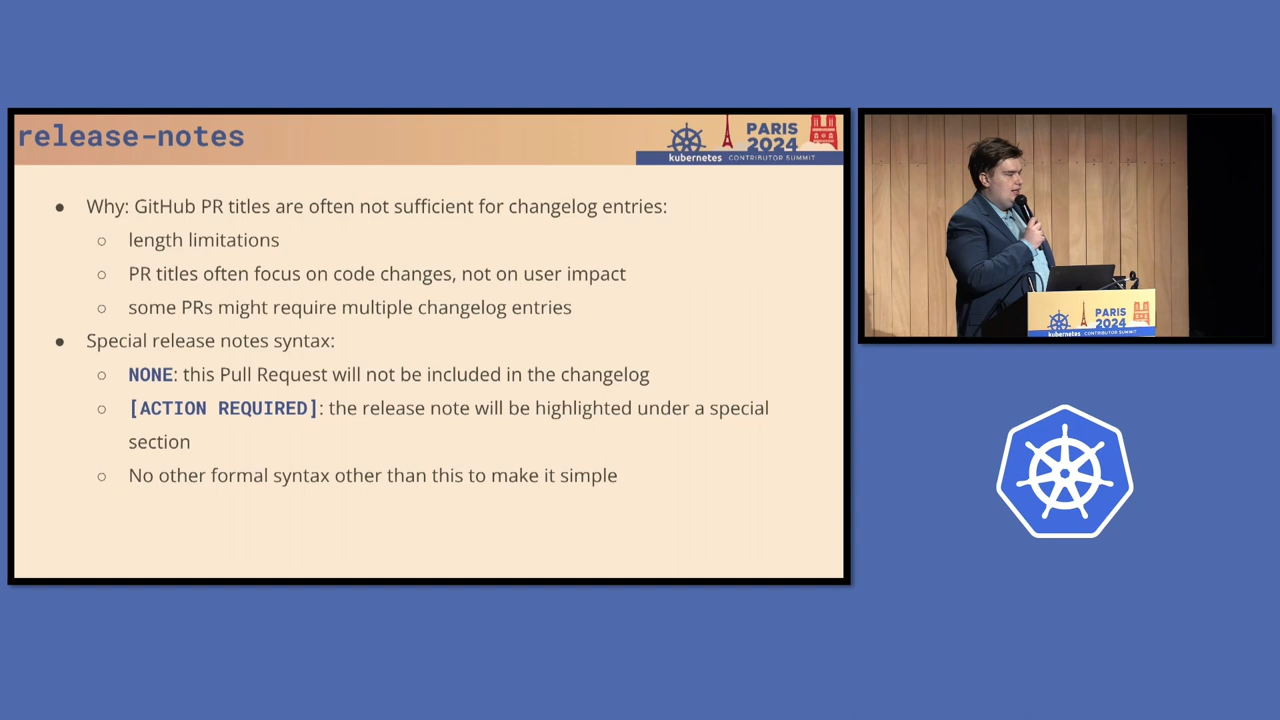 release-notes
PARIS
2024
kubernetes CONTRIBUTOR SUMMIT
● Why: GitHub PR titles are often not sufficient for changelog entries:
○ length limitations
○ PR titles often focus on code changes, not on user impact
○ some PRs might require multiple changelog entries
● Special release notes syntax:
○ NONE: this Pull Request will not be included in the changelog
○ [ACTION REQUIRED]: the release note will be highlighted under a special
section
○ No other formal syntax other than this to make it simple
PARIS
2024
kubernetes CONTRIBUTOR SUMMIT